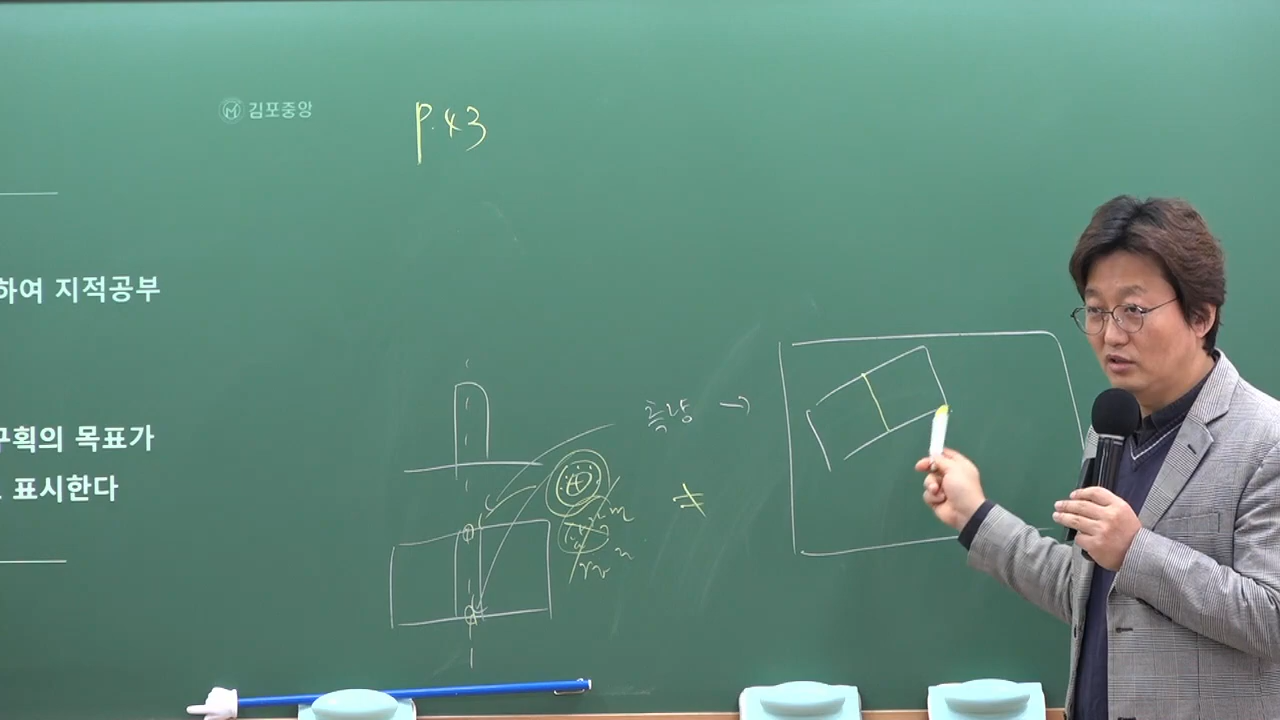 김포중앙
p.43
하여 지적공부
구획의 목표가
표시한다
측량 →
≠